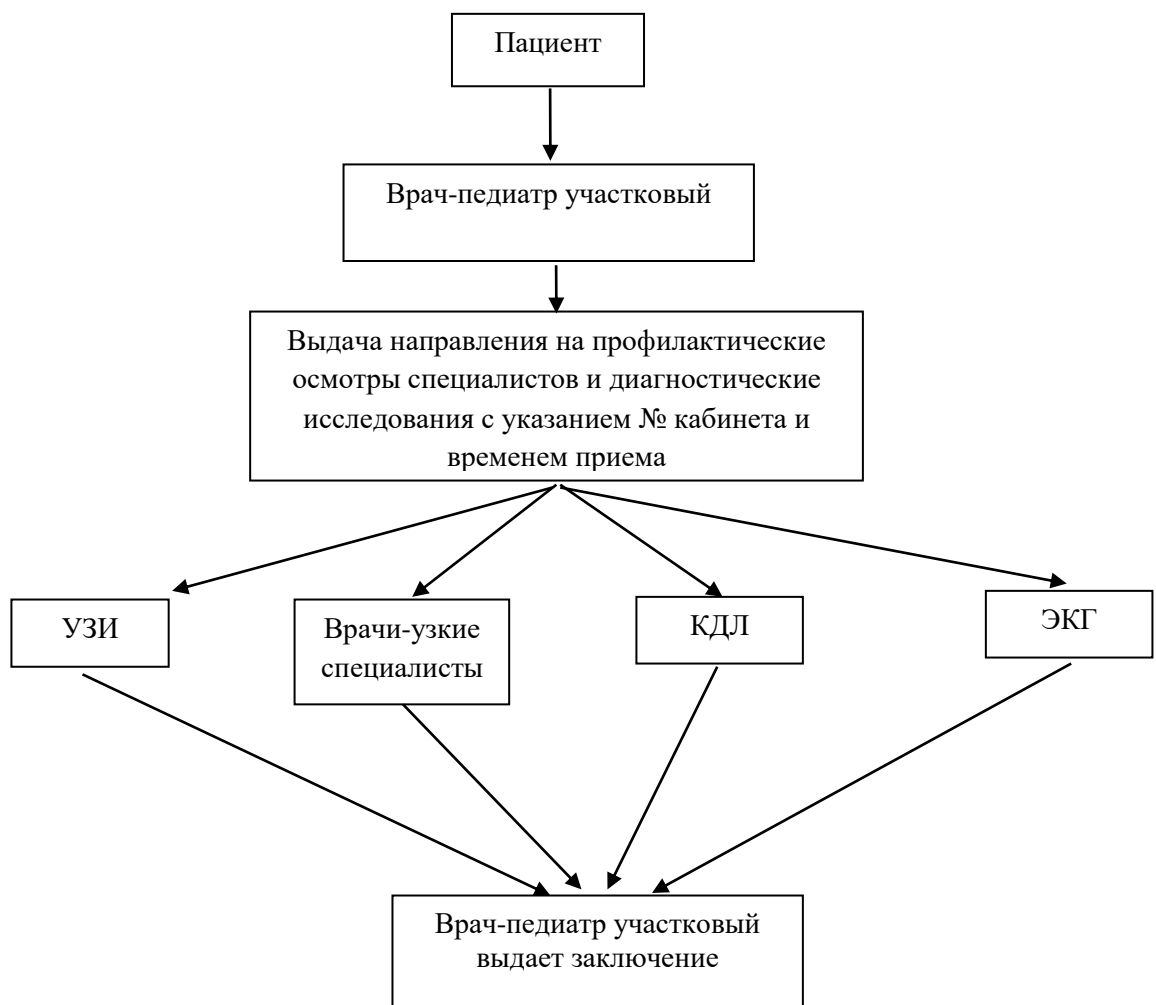 Пациент
Врач-педиатр участковый
Выдача направления на профилактические
осмотры специалистов и диагностические
исследования с указанием № кабинета и
временем приема
УЗИ
Врачи-узкие
специалисты
КДЛ
ЭКГ
Врач-педиатр участковый
выдает заключение